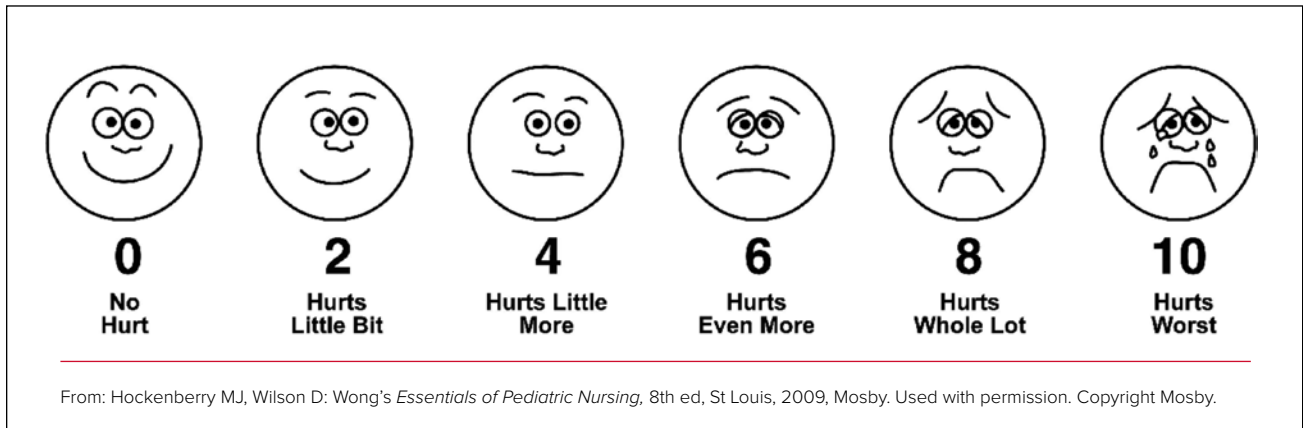 0 2 4 6 8 10
No Hurt Hurts Little Bit Hurts Little More Hurts Even More Hurts Whole Lot Hurts Worst
From: Hockenberry MJ, Wilson D: Wong's Essentials of Pediatric Nursing, 8th ed, St Louis, 2009, Mosby. Used with permission. Copyright Mosby.